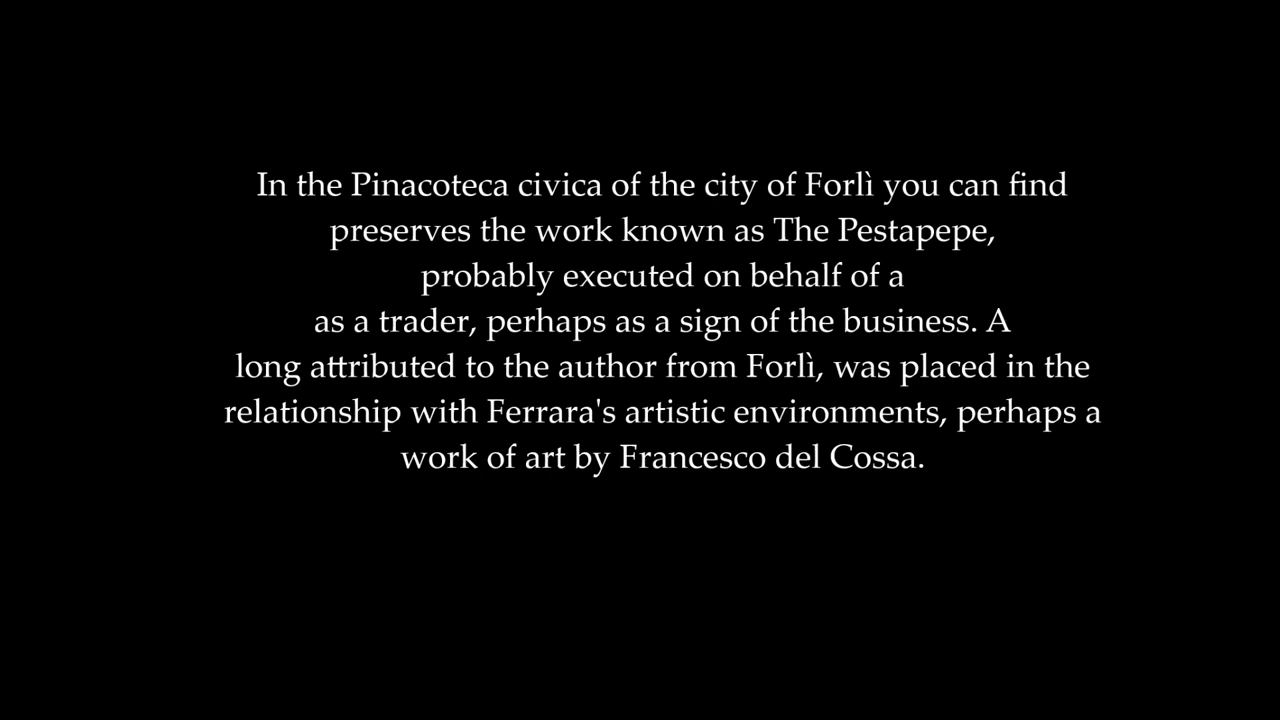 In the Pinacoteca civica of the city of Forlì you can find
preserves the work known as The Pestapepe,
probably executed on behalf of a
as a trader, perhaps as a sign of the business. A
long attributed to the author from Forlì, was placed in the
relationship with Ferrara's artistic environments, perhaps a
work of art by Francesco del Cossa.